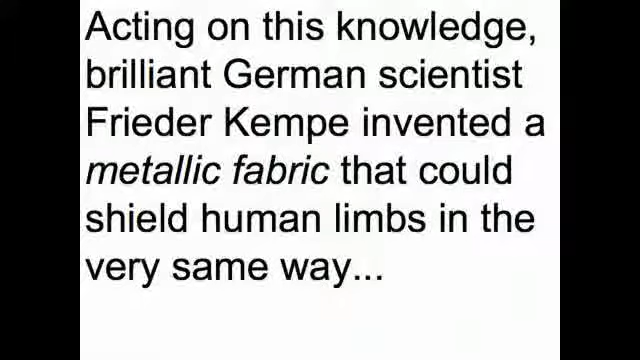 Acting on this knowledge,
brilliant German scientist
Frieder Kempe invented a
metallic fabric that could
shield human limbs in the
very same way...